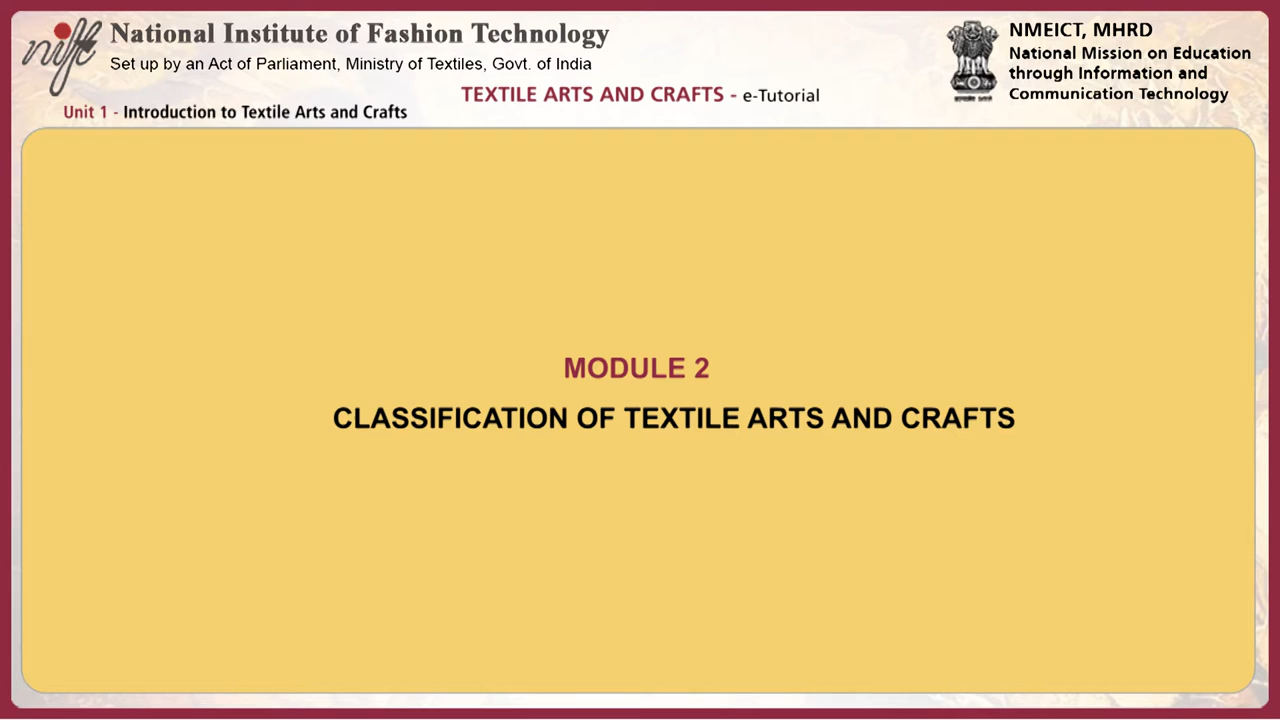 nift
National Institute of Fashion Technology
Set up by an Act of Parliament, Ministry of Textiles, Govt. of India
Unit 1 - Introduction to Textile Arts and Crafts
TEXTILE ARTS AND CRAFTS - e-Tutorial
NMEICT, MHRD
National Mission on Education
through Information and
Communication Technology
MODULE 2
CLASSIFICATION OF TEXTILE ARTS AND CRAFTS